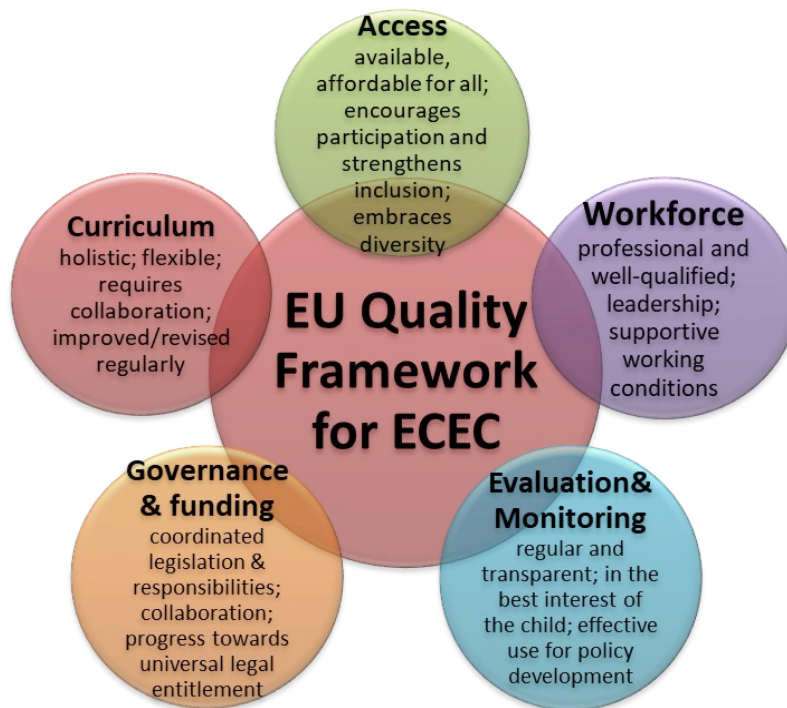 Access
available,
affordable for all;
encourages
participation and
strengthens
inclusion;
embraces
diversity
Curriculum
holistic; flexible;
requires
collaboration;
improved/revised
regularly
Workforce
professional and
well-qualified;
leadership;
supportive
working
conditions
EU Quality
Framework
for ECEC
Governance
& funding
coordinated
legislation &
responsibilities;
collaboration;
progress towards
universal legal
entitlement
Evaluation&
Monitoring
regular and
transparent; in the
best interest of
the child; effective
use for policy
development